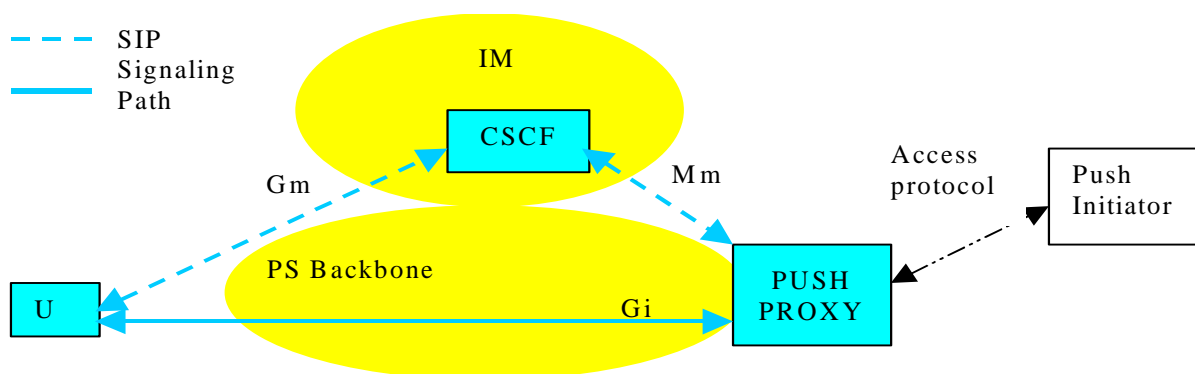 SIP
Signaling
Path
IM
CSCF
Gm
Mm
Access
protocol
Push
Initiator
PS Backbone
U
Gi
PUSH
PROXY